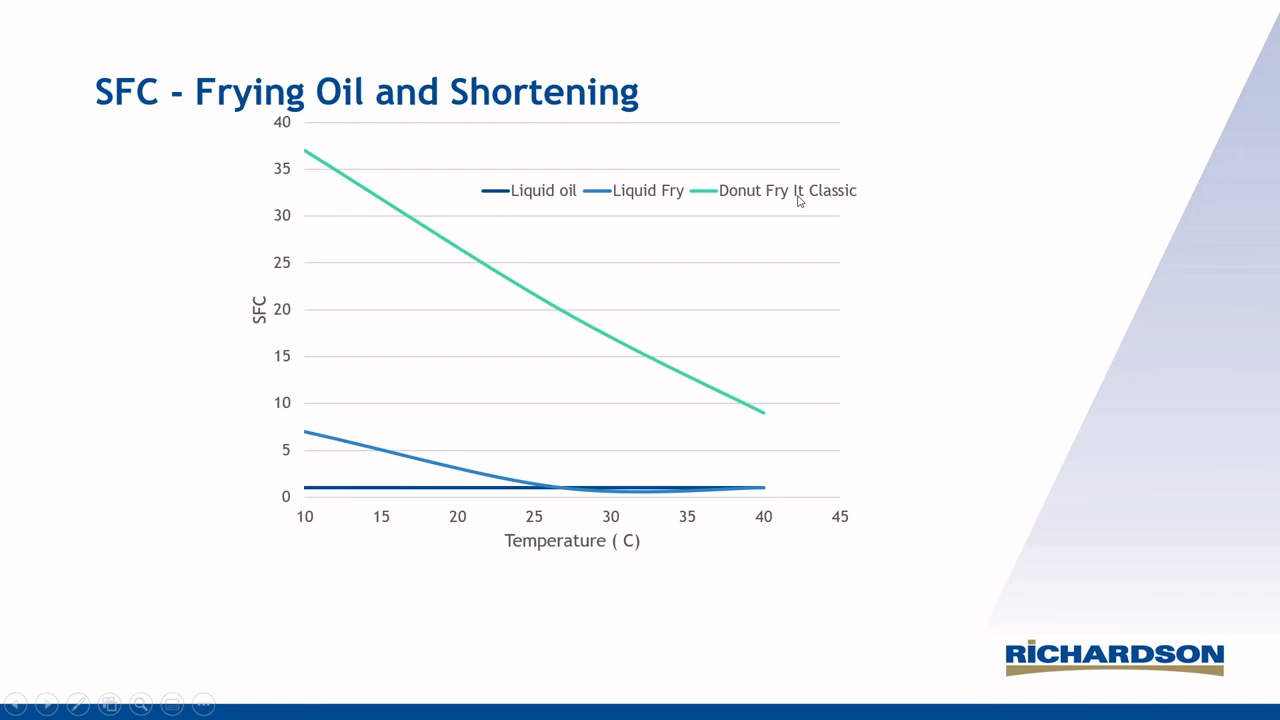 SFC - Frying Oil and Shortening
40
35
Liquid oil Liquid Fry Donut Fry It Classic
30
25
20
SFC
15
10
5
0
10 15 20 25 30 35 40 45
Temperature ( C)
RICHARDSON